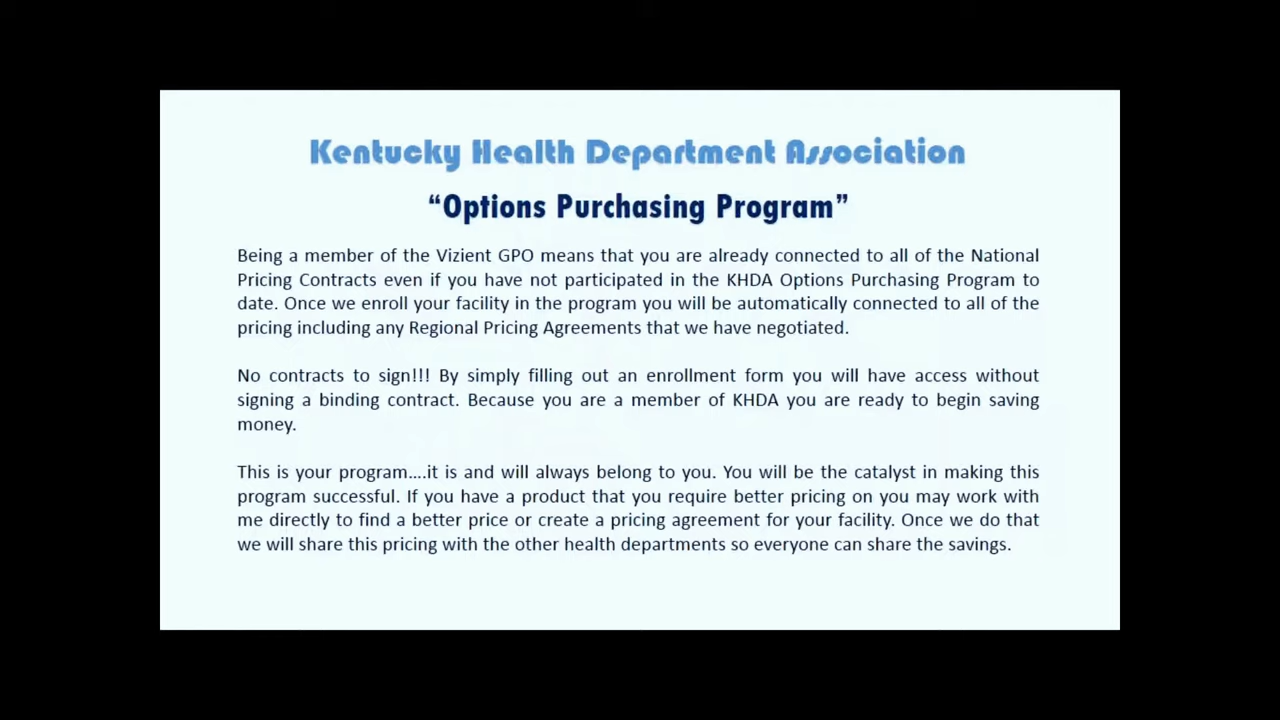 Kentucky Health Department Association
“Options Purchasing Program”
Being a member of the Vizient GPO means that you are already connected to all of the National
Pricing Contracts even if you have not participated in the KHDA Options Purchasing Program to
date. Once we enroll your facility in the program you will be automatically connected to all of the
pricing including any Regional Pricing Agreements that we have negotiated.
No contracts to sign!!! By simply filling out an enrollment form you will have access without
signing a binding contract. Because you are a member of KHDA you are ready to begin saving
money.
This is your program....it is and will always belong to you. You will be the catalyst in making this
program successful. If you have a product that you require better pricing on you may work with
me directly to find a better price or create a pricing agreement for your facility. Once we do that
we will share this pricing with the other health departments so everyone can share the savings.